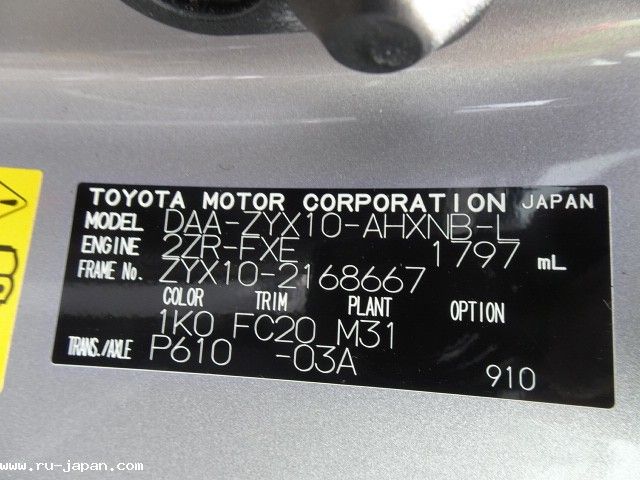 TOYOTA MOTOR CORPORATION JAPAN
MODEL DAA-ZYX10-AHXNB-L
ENGINE 2ZR-FXE 1797 mL
FRAME No. ZYX10-2168667
COLOR TRIM PLANT OPTION
1K0 FC20 M31
TRANS./AXLE P610 -03A
910
www.ru-japan.com